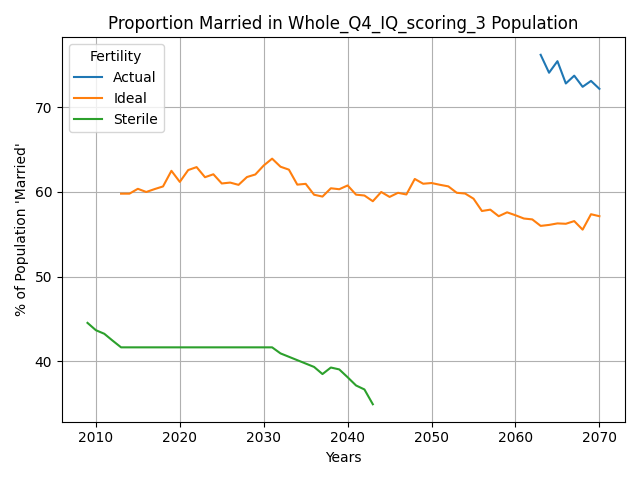 Proportion Married in Whole_Q4_IQ_scoring_3 Population
Fertility
Actual
Ideal
Sterile
% of Population 'Married'
70
60
50
40
2010 2020 2030 2040 2050 2060 2070
Years